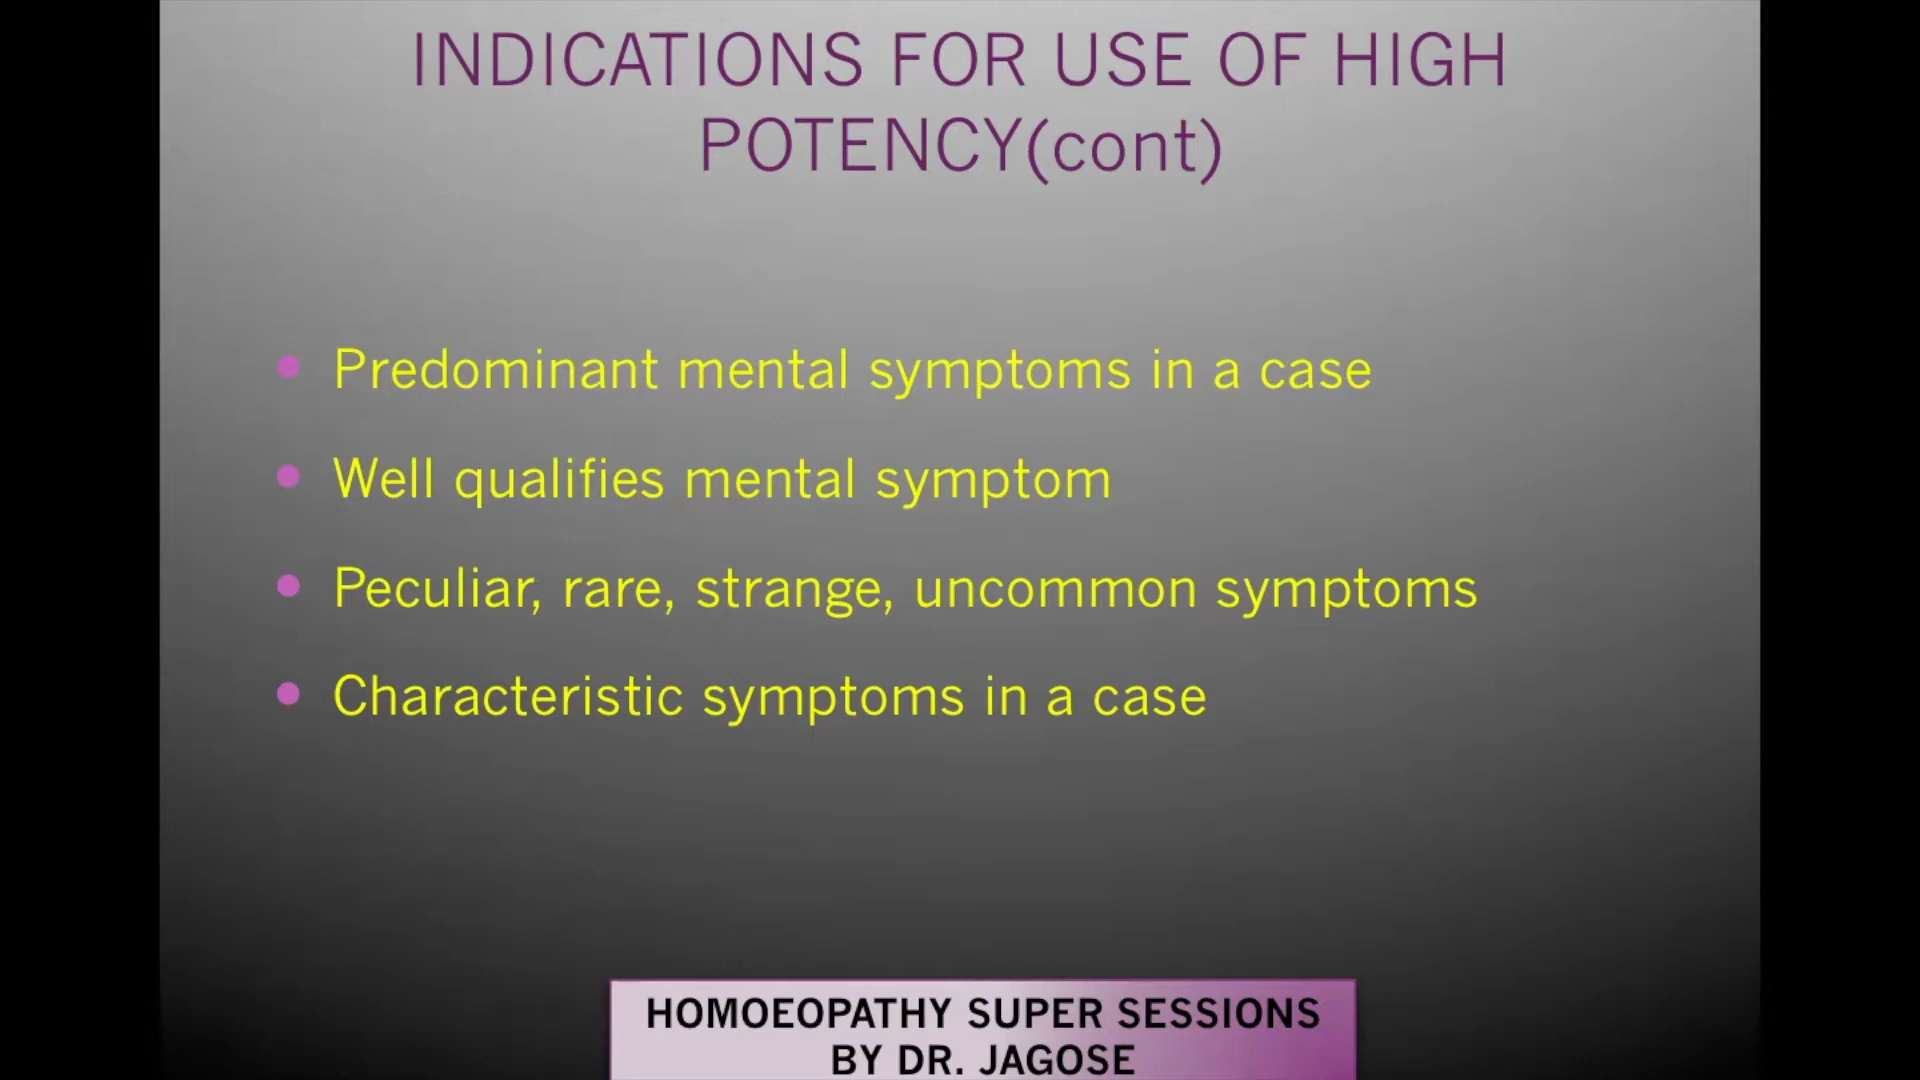 INDICATIONS FOR USE OF HIGH
POTENCY(cont)
Predominant mental symptoms in a case
Well qualifies mental symptom
Peculiar, rare, strange, uncommon symptoms
Characteristic symptoms in a case
HOMOEOPATHY SUPER SESSIONS
BY DR. JAGOSE